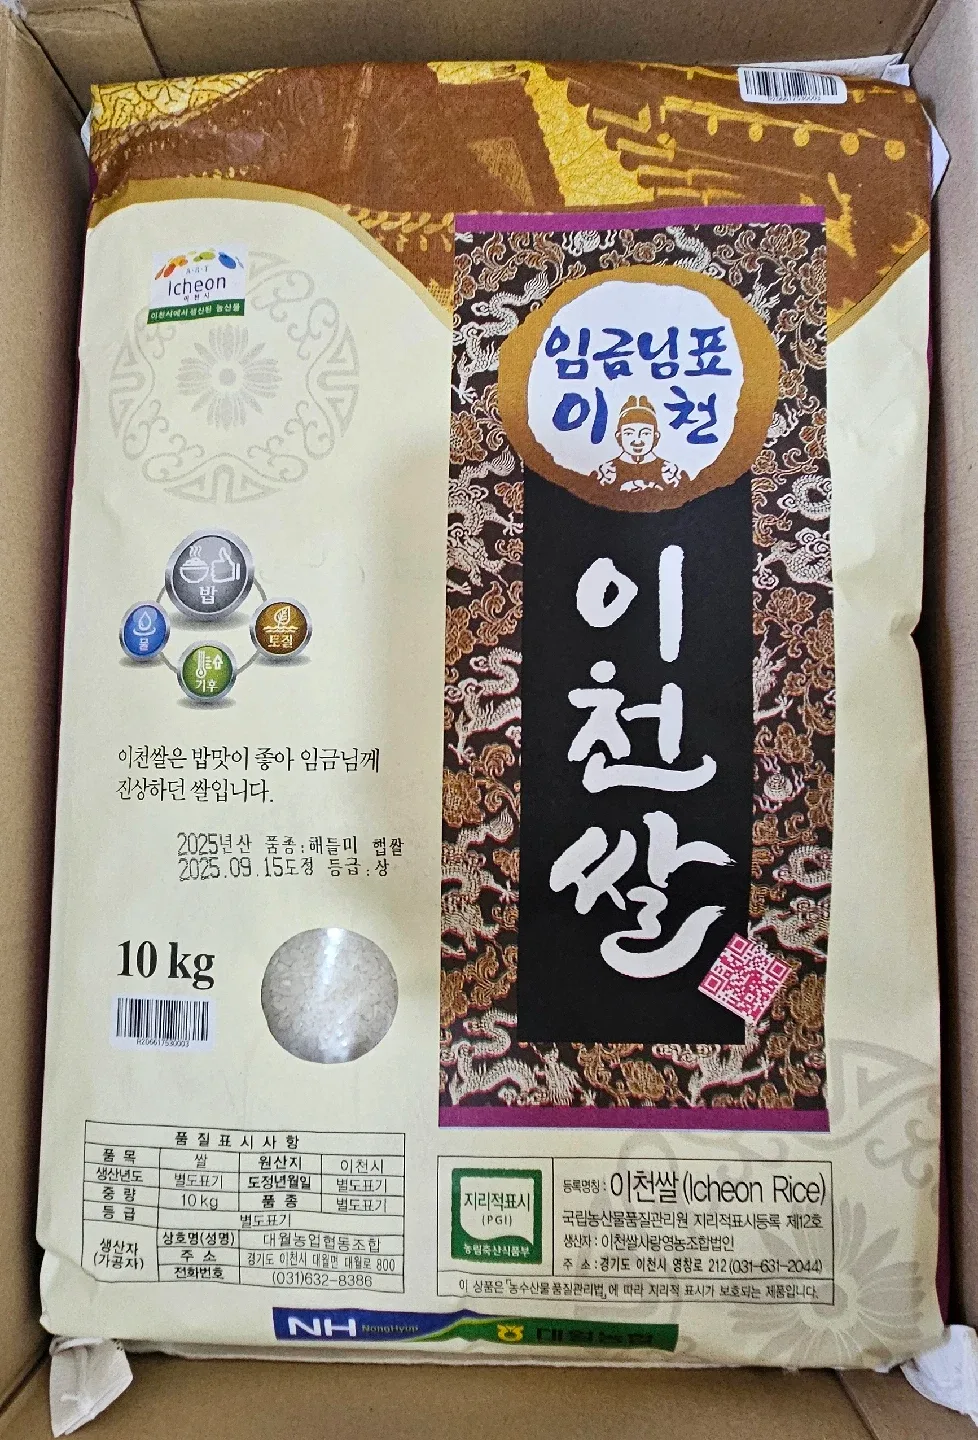 A·R·T
Icheon
이천시
이천시에서 생산된 농산물
임금님표
이천
이천쌀
밥
물
토질
기후
이천쌀은 밥맛이 좋아 임금님께
진상하던 쌀입니다.
2025년산 품종:해들미 햅쌀
2025.09.15도정 등급:상
10 kg
품질표시사항
품목 쌀 원산지 이천시
생산년도 별도표기 도정년월일 별도표기
중량 10kg 품종 별도표기
등급 별도표기
생산자 (가공자)
상호명(성명) 대월농업협동조합
주소 경기도 이천시 대월면 대월로 800
전화번호 (031)632-8386
지리적표시
(PGI)
농림축산식품부
등록명칭 : 이천쌀 (Icheon Rice)
국립농산물품질관리원 지리적표시등록 제12호
생산자 : 이천쌀사랑영농조합법인
주 소 : 경기도 이천시 영창로 212 (031-631-2044)
이 상품은 「농수산물 품질관리법」에 따라 지리적 표시가 보호되는 제품입니다.
NH NongHyup 대월농협